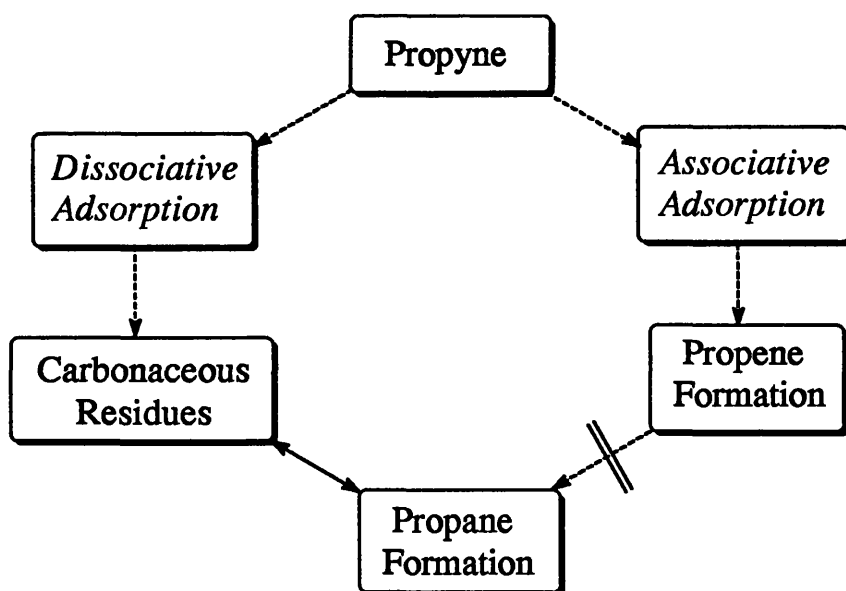 Propyne
Dissociative
Adsorption
Associative
Adsorption
Carbonaceous
Residues
Propene
Formation
Propane
Formation